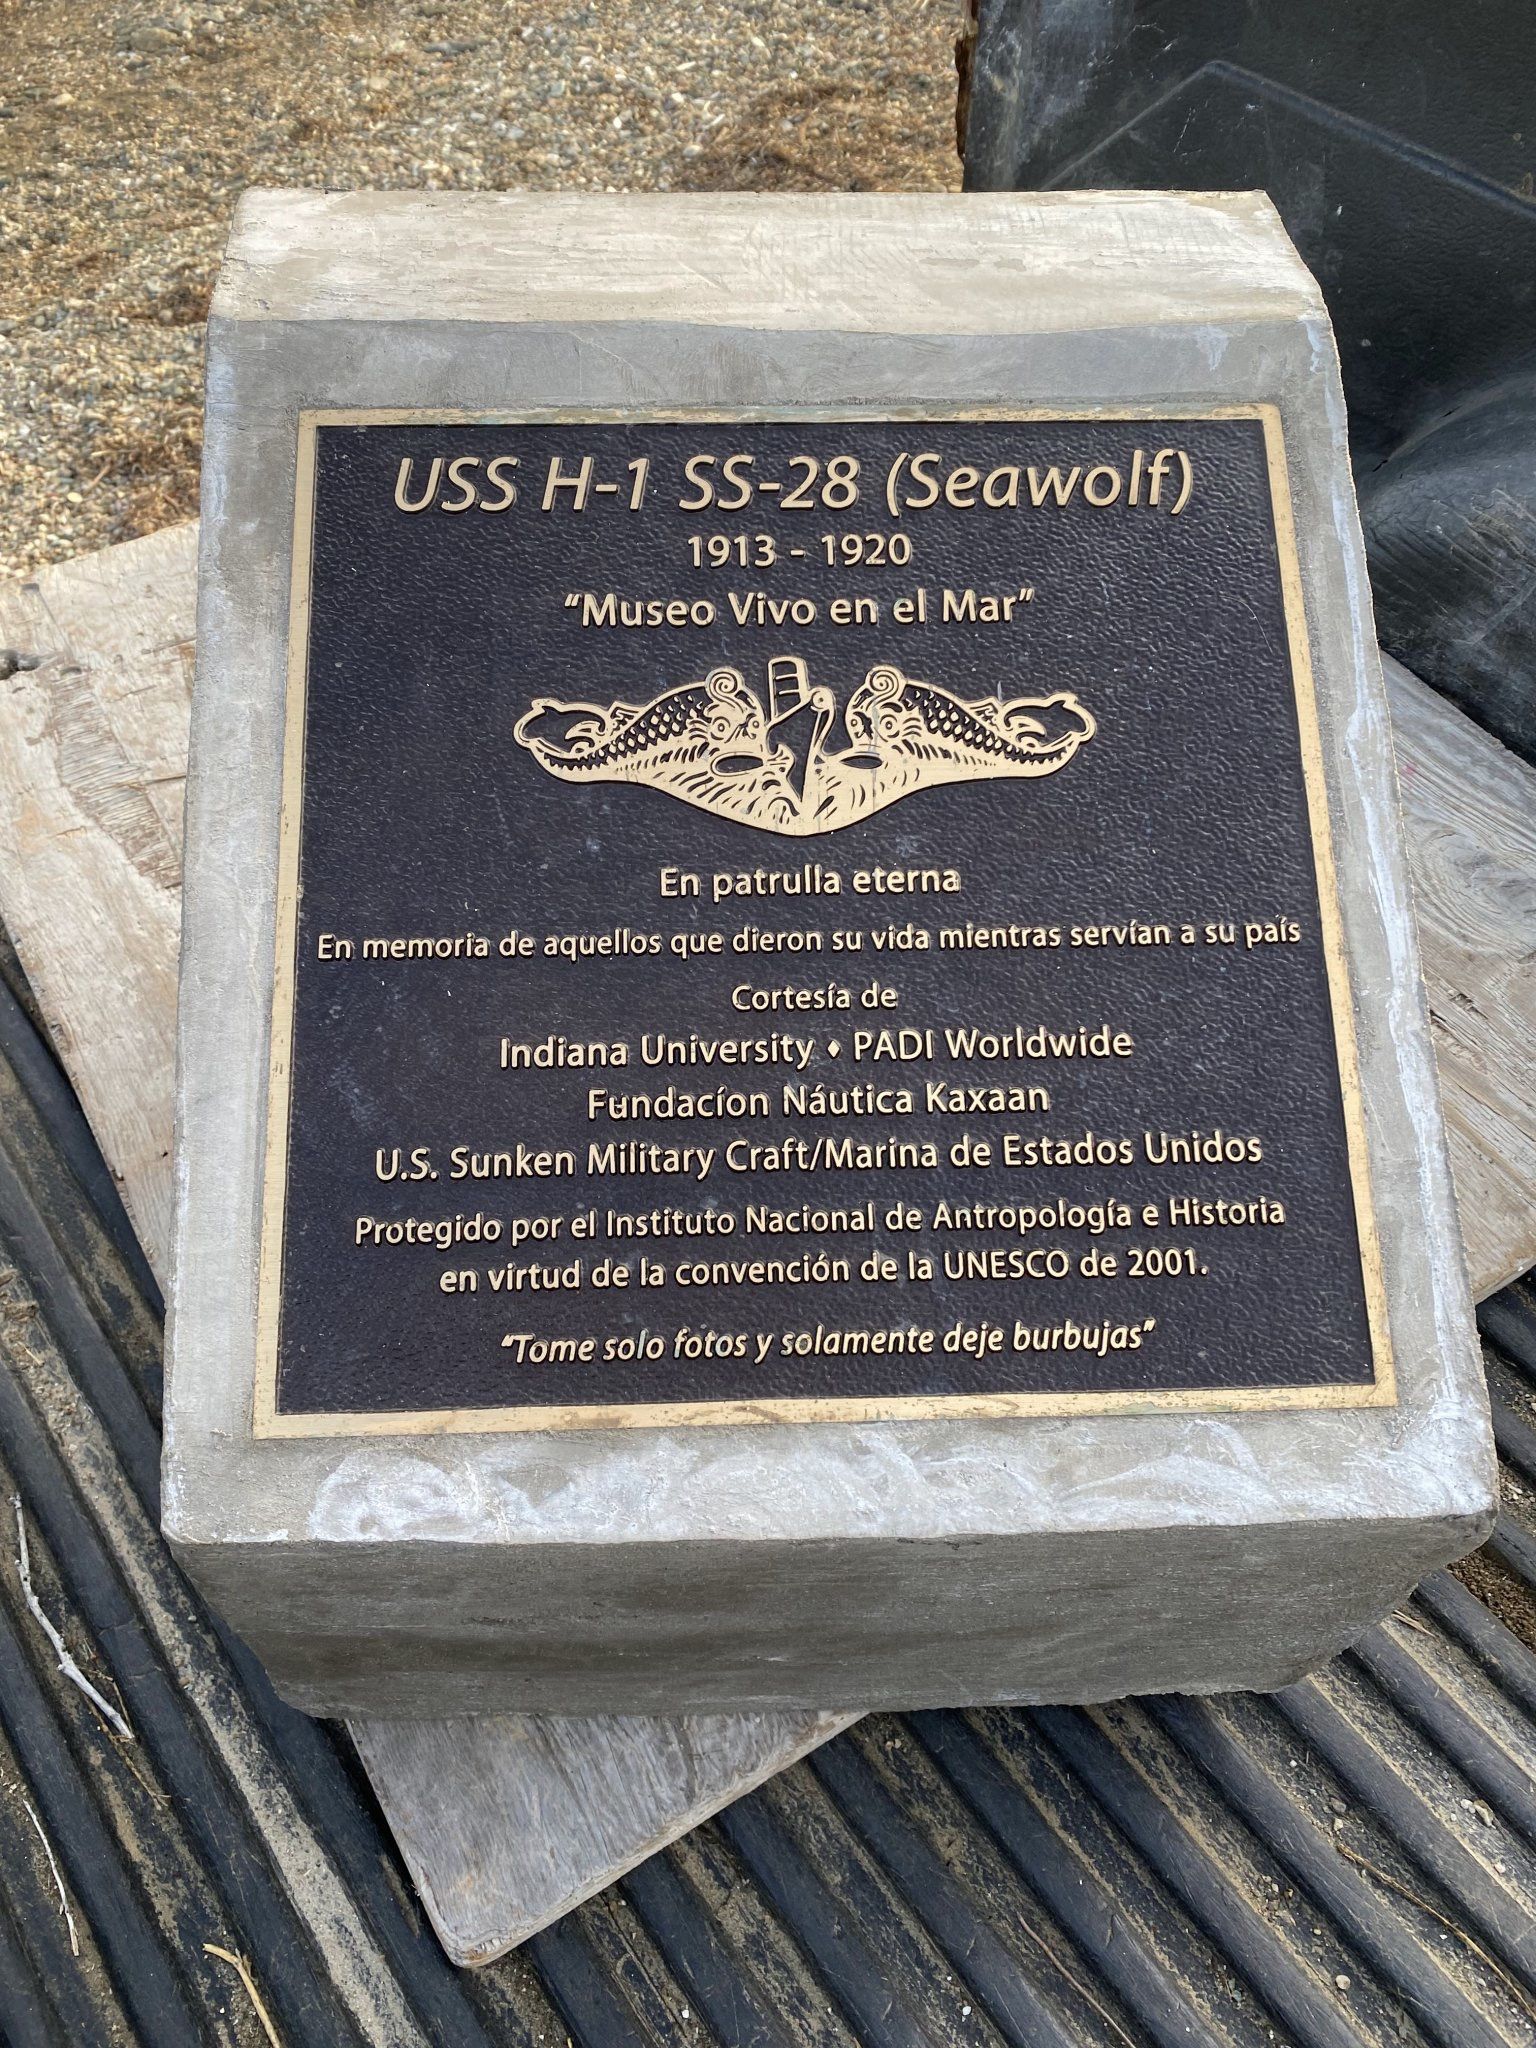 USS H-1 SS-28 (Seawolf)
1913 - 1920
“Museo Vivo en el Mar”
En patrulla eterna
En memoria de aquellos que dieron su vida mientras servían a su país
Cortesía de
Indiana University ♦ PADI Worldwide
Fundacíon Náutica Kaxaan
U.S. Sunken Military Craft/Marina de Estados Unidos
Protegido por el Instituto Nacional de Antropología e Historia
en virtud de la convención de la UNESCO de 2001.
“Tome solo fotos y solamente deje burbujas”